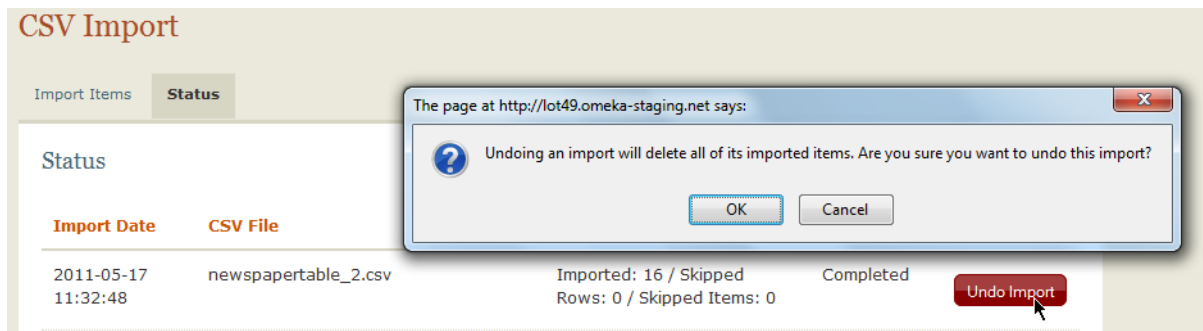 CSV Import
Import Items Status
The page at http://lot49.omeka-staging.net says:
Undoing an import will delete all of its imported items. Are you sure you want to undo this import?
OK Cancel
Status
Import Date CSV File
2011-05-17 newspapertable_2.csv Imported: 16 / Skipped Completed
11:32:48 Rows: 0 / Skipped Items: 0
Undo Import